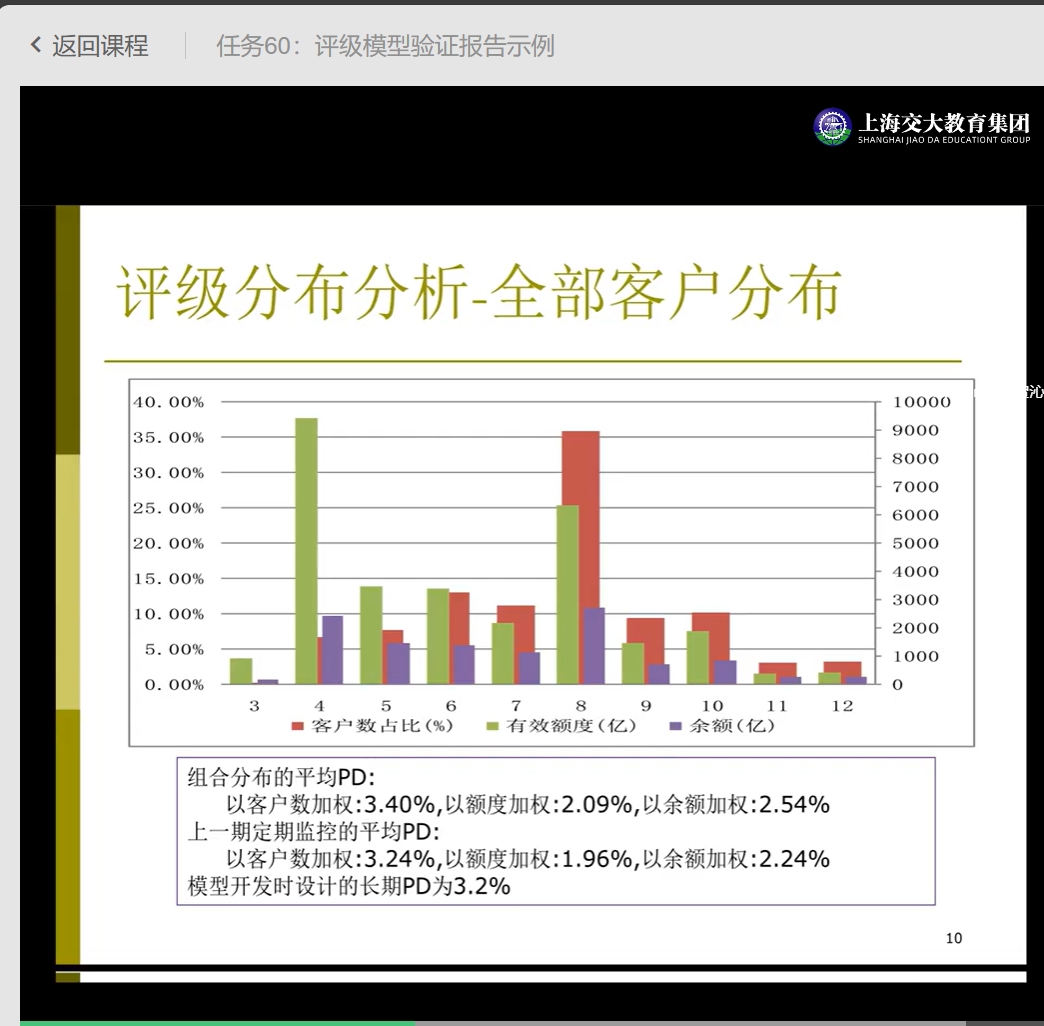 返回课程 任务60：评级模型验证报告示例
上海交大教育集团
SHANGHAI JIAO DA EDUCATIONT GROUP
评级分布分析-全部客户分布
40.00% 10000
35.00% 9000
30.00% 8000
25.00% 7000
20.00% 6000
15.00% 5000
10.00% 4000
5.00% 3000
0.00% 2000
1000
0
3 4 5 6 7 8 9 10 11 12
客户数占比(%) 有效额度(亿) 余额(亿)
组合分布的平均PD:
以客户数加权:3.40%,以额度加权:2.09%,以余额加权:2.54%
上一期定期监控的平均PD:
以客户数加权:3.24%,以额度加权:1.96%,以余额加权:2.24%
模型开发时设计的长期PD为3.2%
10